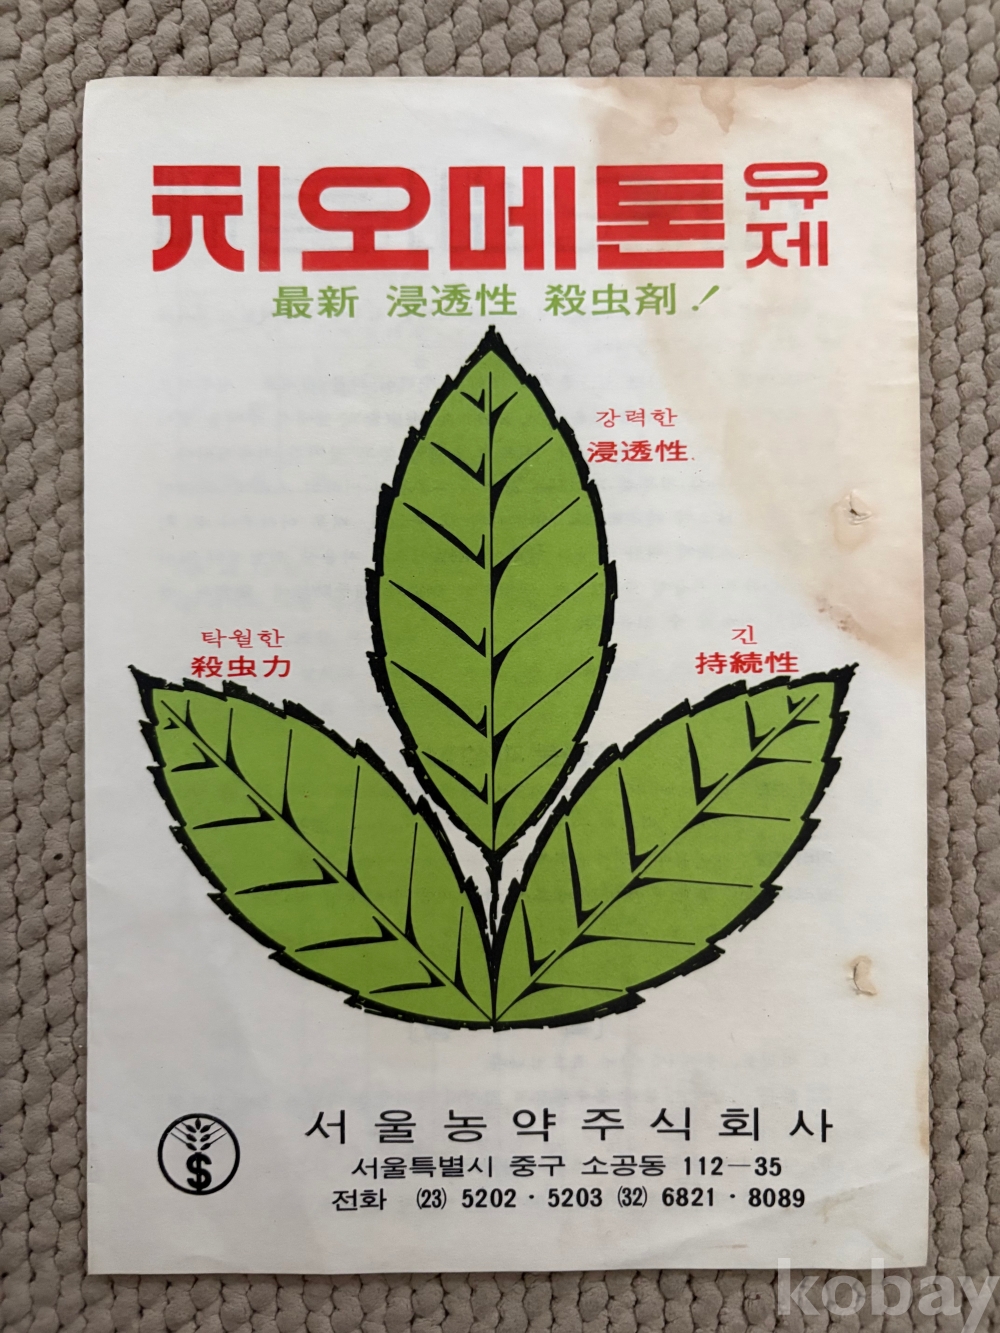 치오메톤 유제
最新 浸透性 殺虫剤!
강력한
浸透性.
탁월한
殺虫力
긴
持続性
서울농약주식회사
서울특별시 중구 소공동 112-35
전화 (23) 5202 · 5203 (32) 6821 · 8089
kobay